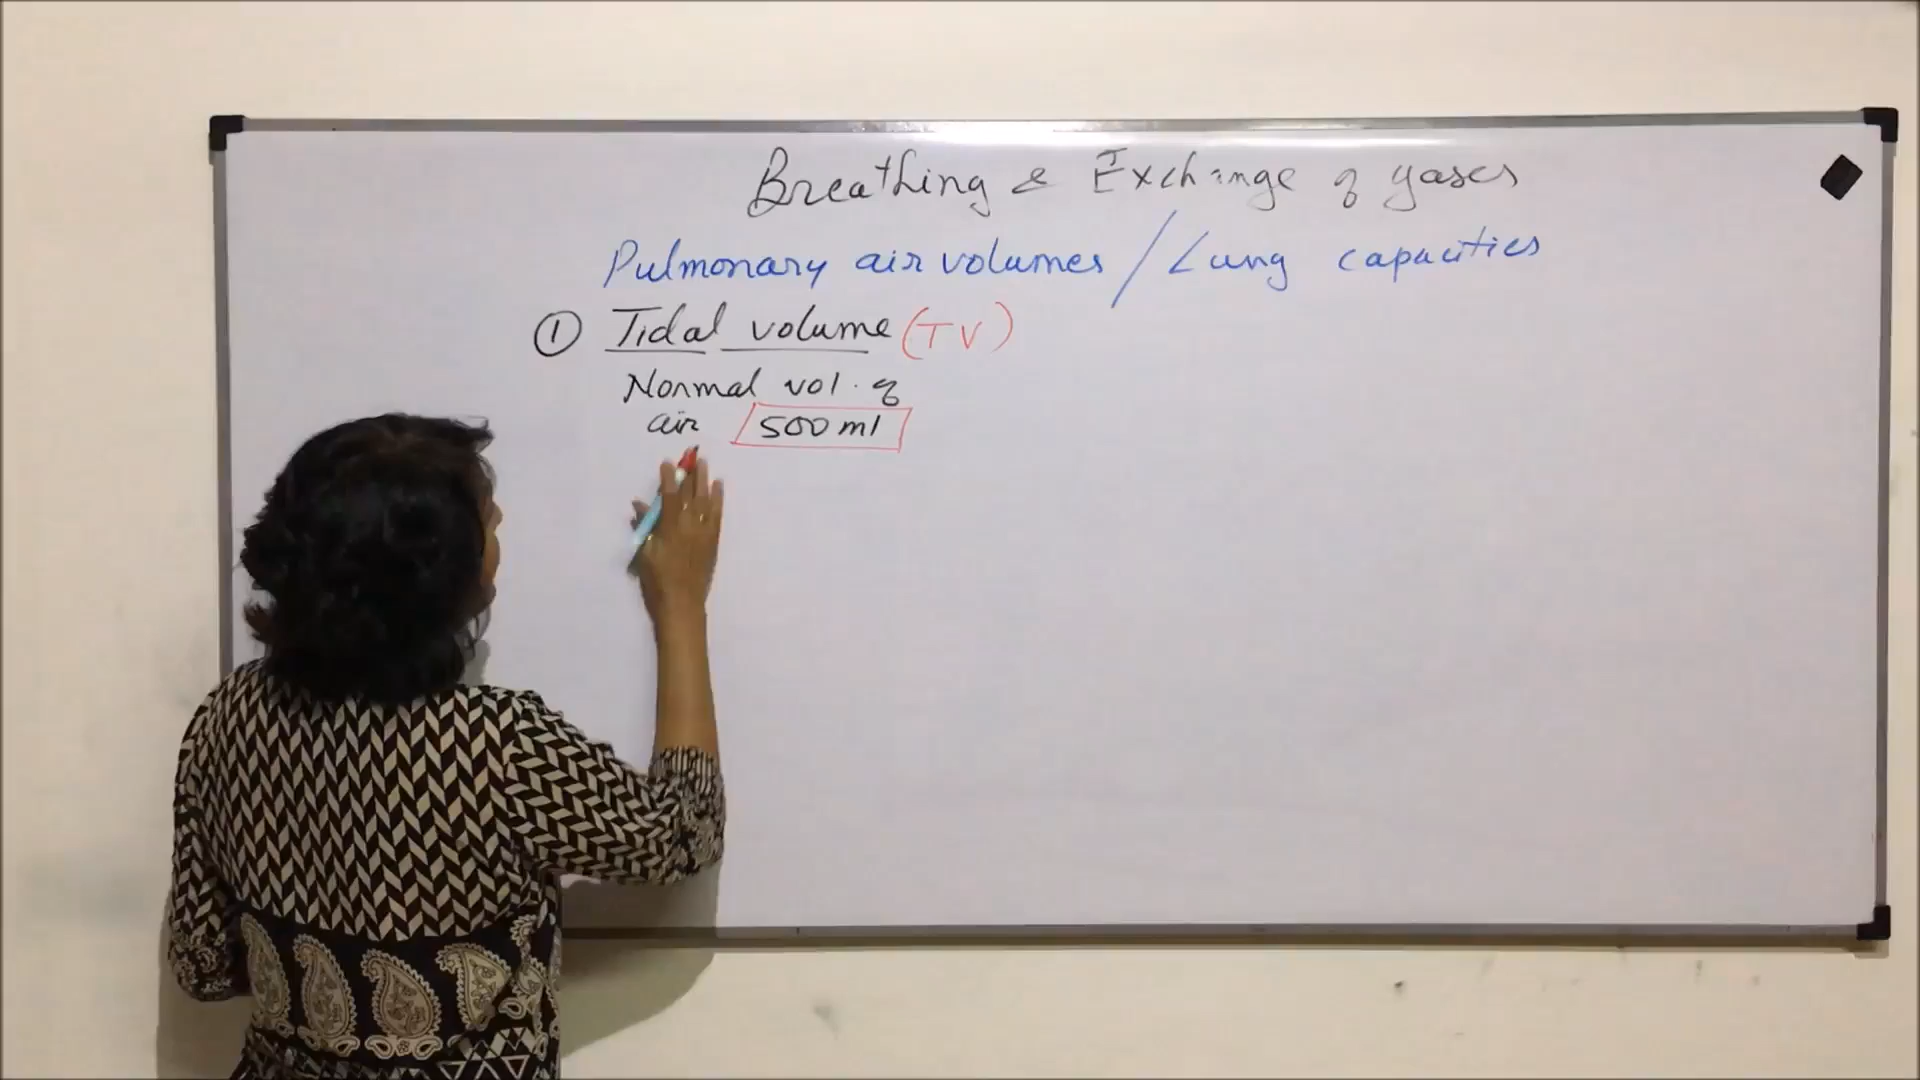 Breathing & Exchange of gases
Pulmonary air volumes / Lung capacities
① Tidal volume (TV)
Normal vol. of
air 500 ml